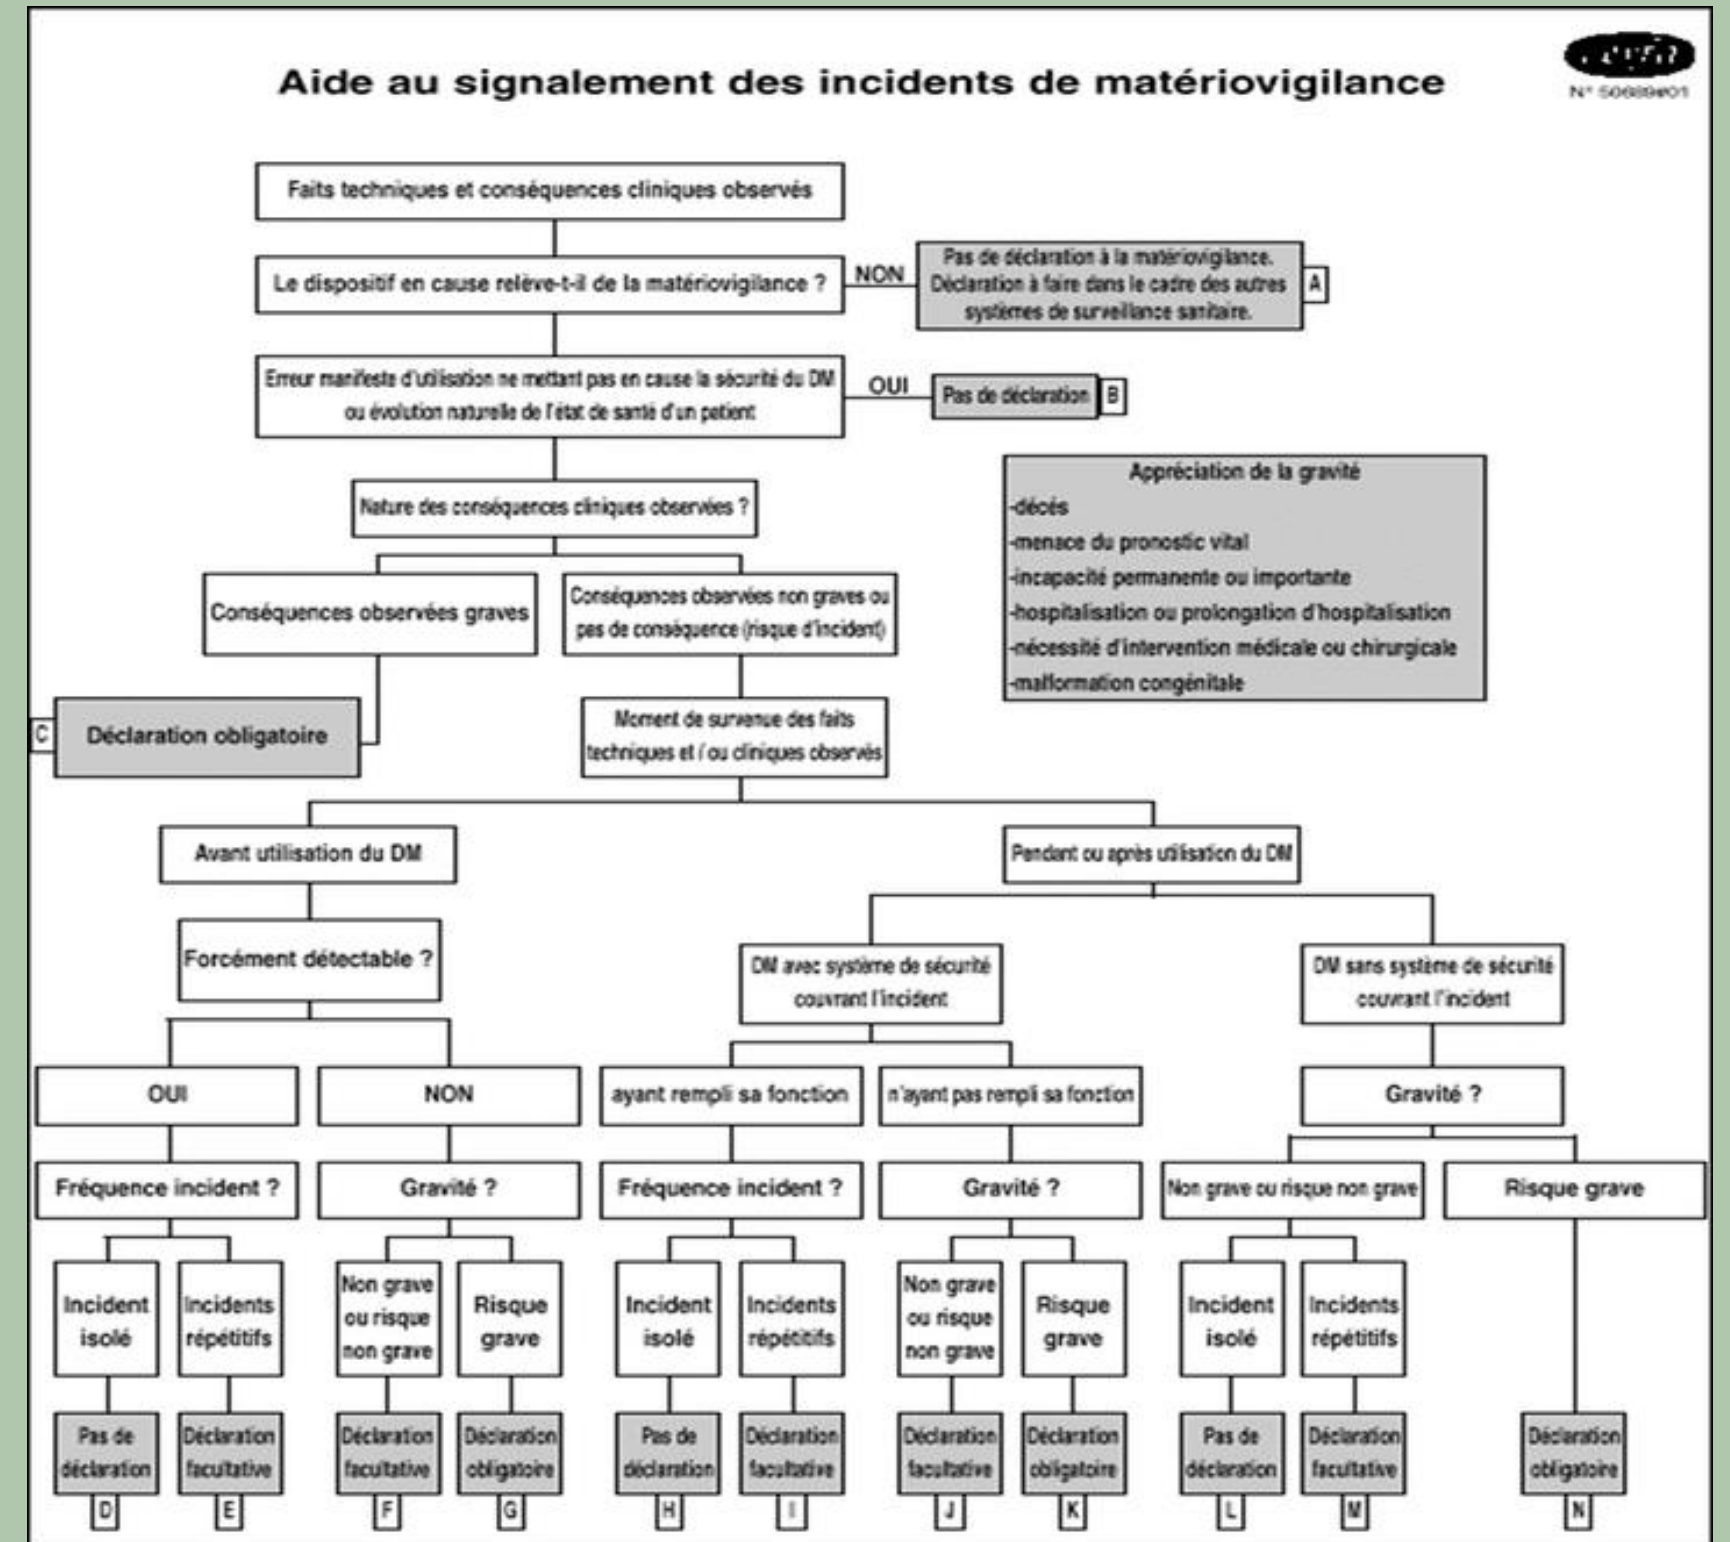 Aide au signalement des incidents de matériovigilance
Faits techniques et conséquences cliniques observés
Le dispositif en cause relève-t-il de la matériovigilance ?
NON
Pas de déclaration à la matériovigilance.
Déclaration à faire dans le cadre des autres
systèmes de surveillance sanitaire.
A
Erreur manifeste d'utilisation ne mettant pas en cause la sécurité du DM
ou évolution naturelle de l'état de santé d'un patient
OUI
Pas de déclaration
B
Nature des conséquences cliniques observées ?
Appréciation de la gravité
-décés
-menace du pronostic vital
-incapacité permanente ou importante
-hospitalisation ou prolongation d'hospitalisation
-nécessité d'intervention médicale ou chirurgicale
-malformation congénitale
Conséquences observées graves
Conséquences observées non graves ou
pas de conséquence (risque d'incident)
C
Déclaration obligatoire
Moment de survenue des faits
techniques et / ou cliniques observés
Avant utilisation du DM
Pendant ou après utilisation du DM
Forcément détectable ?
DM avec système de sécurité
couvrant l'incident
DM sans système de sécurité
couvrant l'incident
OUI
NON
ayant rempli sa fonction
n'ayant pas rempli sa fonction
Gravité ?
Fréquence incident ?
Gravité ?
Fréquence incident ?
Gravité ?
Non grave ou risque non grave
Risque grave
Incident
isolé
Incidents
répétitifs
Non grave
ou risque
non grave
Risque
grave
Incident
isolé
Incidents
répétitifs
Non grave
ou risque
non grave
Risque
grave
Incident
isolé
Incidents
répétitifs
Pas de
déclaration
Déclaration
facultative
Déclaration
facultative
Déclaration
obligatoire
Pas de
déclaration
Déclaration
facultative
Déclaration
facultative
Déclaration
obligatoire
Pas de
déclaration
Déclaration
facultative
Déclaration
obligatoire
D
E
F
G
H
I
J
K
L
M
N